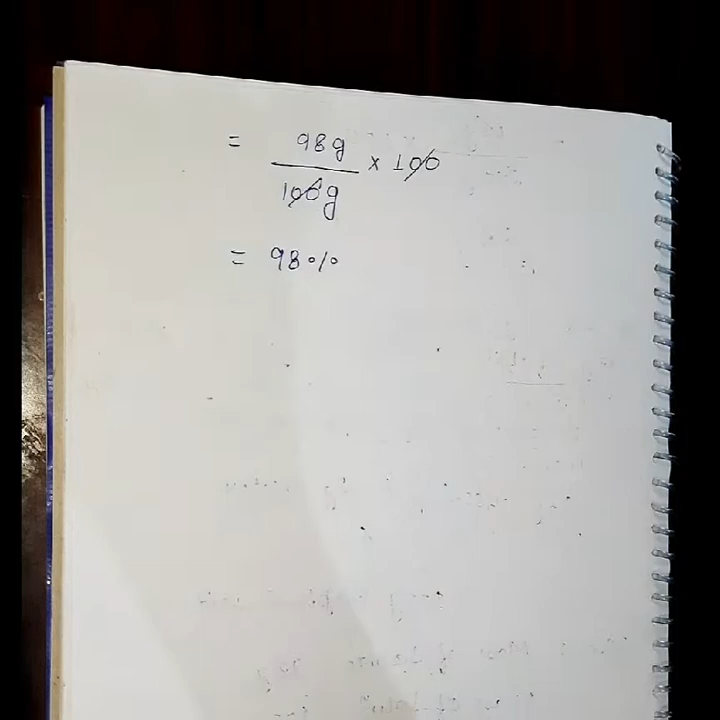 = 98g
100g × 100
= 98%